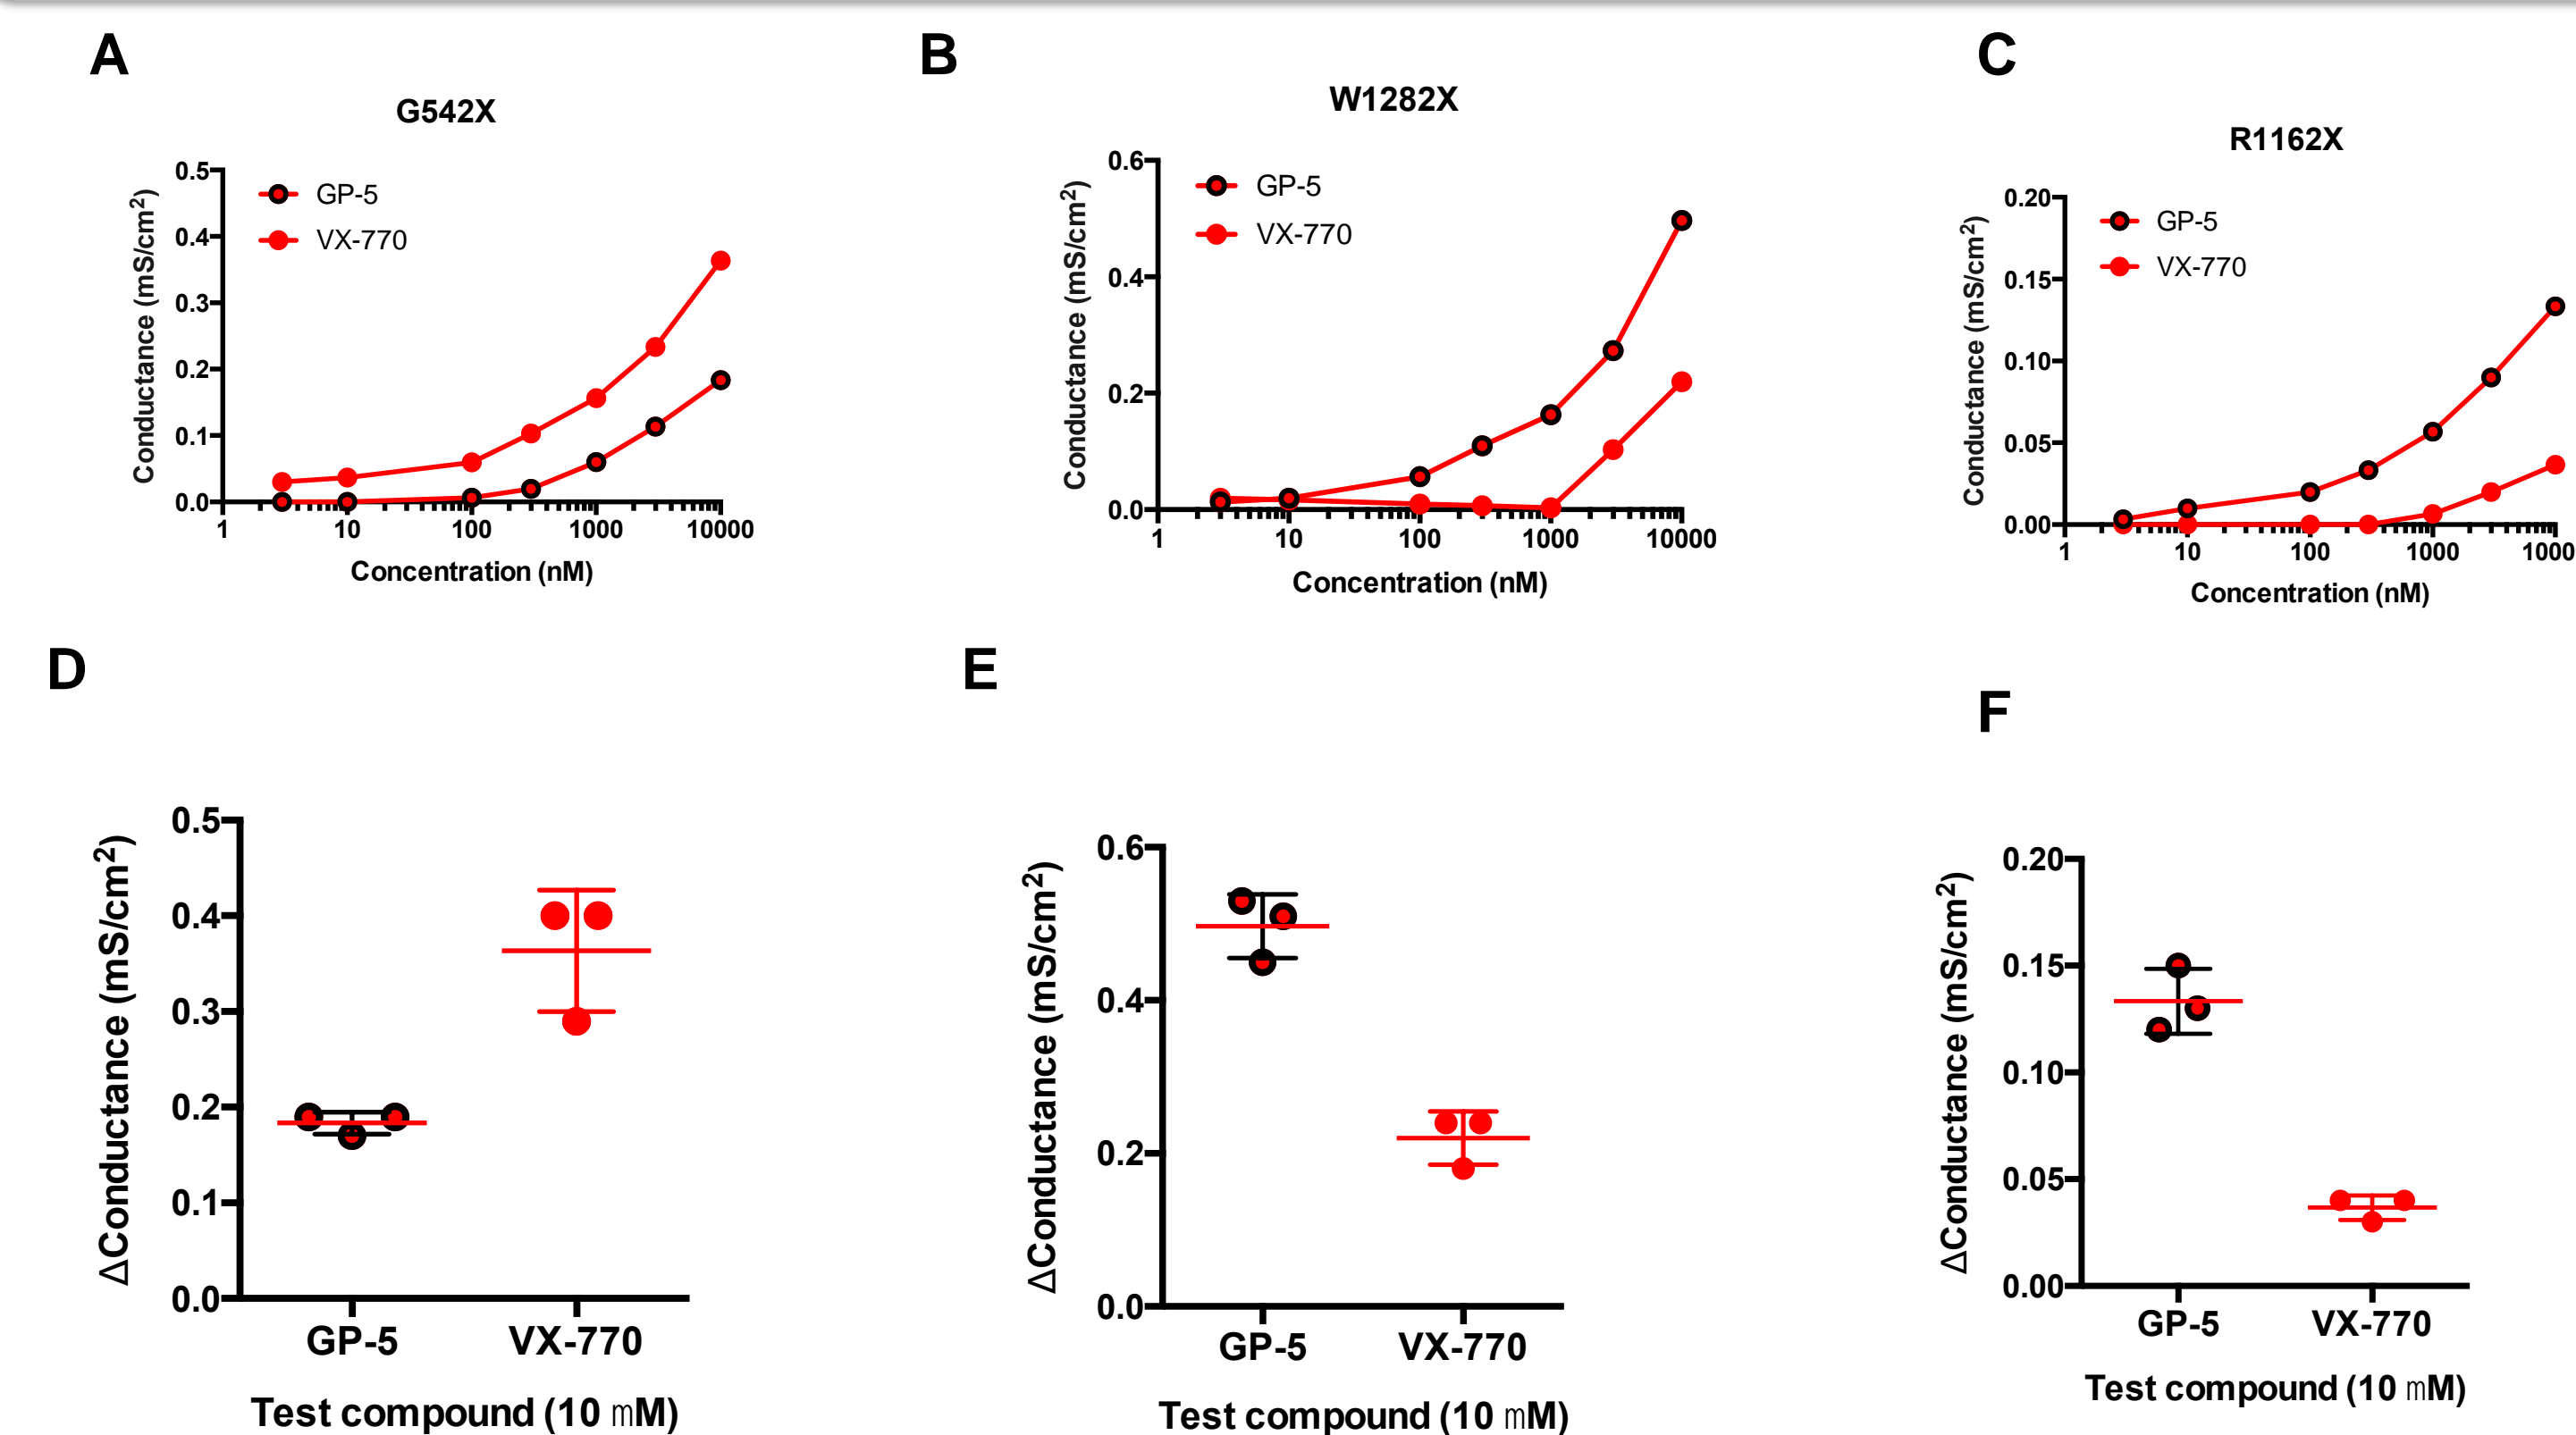 A
G542X
Conductance (mS/cm²)
0.5
0.4
0.3
0.2
0.1
0.0
GP-5
VX-770
1 10 100 1000 10000
Concentration (nM)
B
W1282X
Conductance (mS/cm²)
0.6
0.4
0.2
0.0
GP-5
VX-770
1 10 100 1000 10000
Concentration (nM)
C
R1162X
Conductance (mS/cm²)
0.20
0.15
0.10
0.05
0.00
GP-5
VX-770
1 10 100 1000 1000
Concentration (nM)
D
ΔConductance (mS/cm²)
0.5
0.4
0.3
0.2
0.1
0.0
GP-5 VX-770
Test compound (10 mM)
E
ΔConductance (mS/cm²)
0.6
0.4
0.2
0.0
GP-5 VX-770
Test compound (10 mM)
F
ΔConductance (mS/cm²)
0.20
0.15
0.10
0.05
0.00
GP-5 VX-770
Test compound (10 mM)